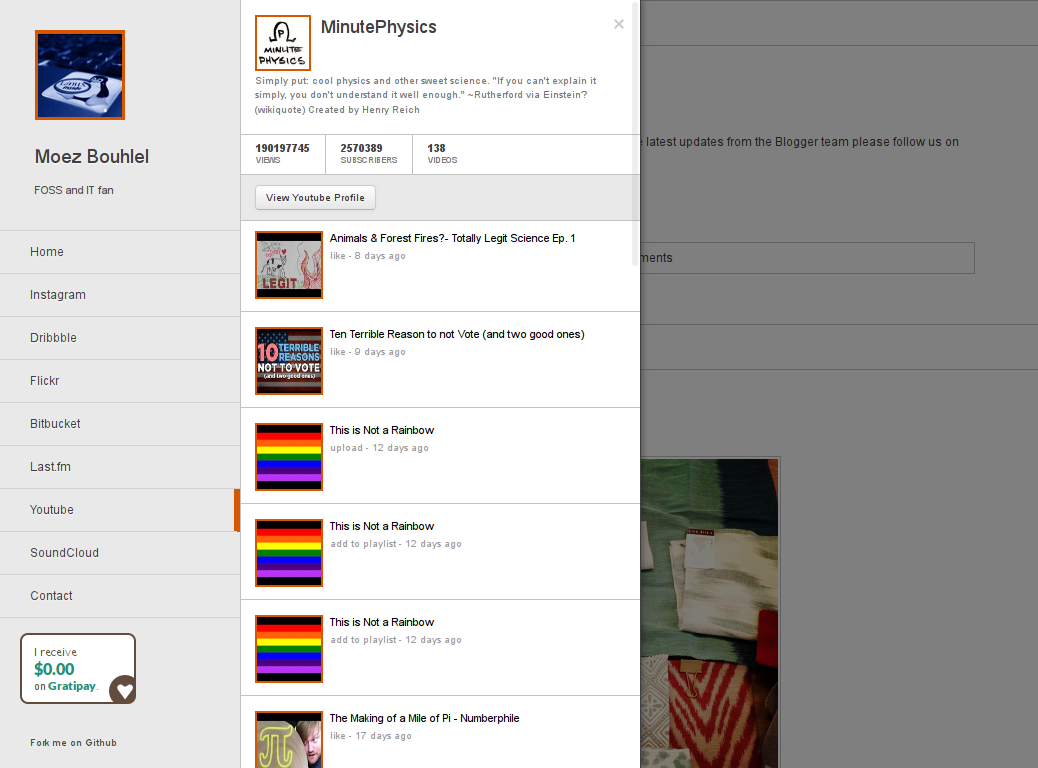 Moez Bouhlel
FOSS and IT fan
Home
Instagram
Dribbble
Flickr
Bitbucket
Last.fm
Youtube
SoundCloud
Contact
I receive
$0.00
on Gratipay.
Fork me on Github
MINUTE
PHYSICS
MinutePhysics
×
Simply put: cool physics and other sweet science. "If you can't explain it
simply, you don't understand it well enough." ~Rutherford via Einstein?
(wikiquote) Created by Henry Reich
190197745 2570389 138
VIEWS SUBSCRIBERS VIDEOS
View Youtube Profile
LEGIT
Animals & Forest Fires?- Totally Legit Science Ep. 1
like - 8 days ago
10 TERRIBLE
REASONS
NOT TO VOTE
(and two good ones)
Ten Terrible Reason to not Vote (and two good ones)
like - 9 days ago
This is Not a Rainbow
upload - 12 days ago
This is Not a Rainbow
add to playlist - 12 days ago
This is Not a Rainbow
add to playlist - 12 days ago
The Making of a Mile of Pi - Numberphile
like - 17 days ago
latest updates from the Blogger team please follow us on
ments